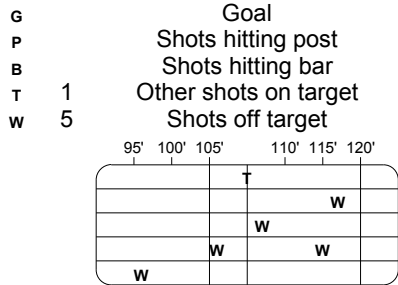 G Goal
P Shots hitting post
B Shots hitting bar
T 1 Other shots on target
W 5 Shots off target
95' 100' 105' 110' 115' 120'
T
W
W
W W
W